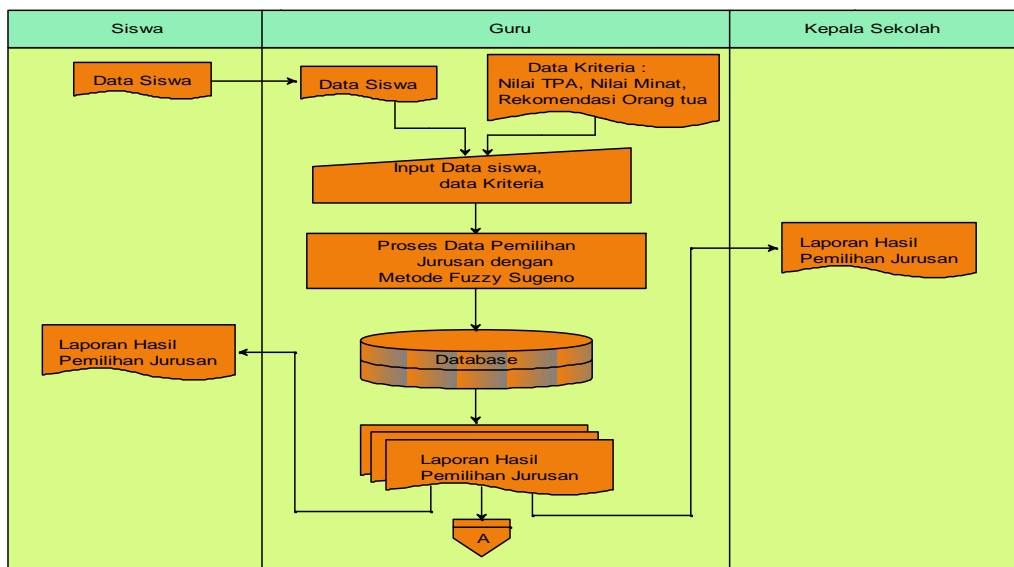 Siswa
Guru
Kepala Sekolah
Data Siswa
Data Siswa
Data Kriteria :
Nilai TPA, Nilai Minat,
Rekomendasi Orang tua
Input Data siswa,
data Kriteria
Proses Data Pemilihan
Jurusan dengan
Metode Fuzzy Sugeno
Laporan Hasil
Pemilihan Jurusan
Laporan Hasil
Pemilihan Jurusan
Database
Laporan Hasil
Pemilihan Jurusan
A